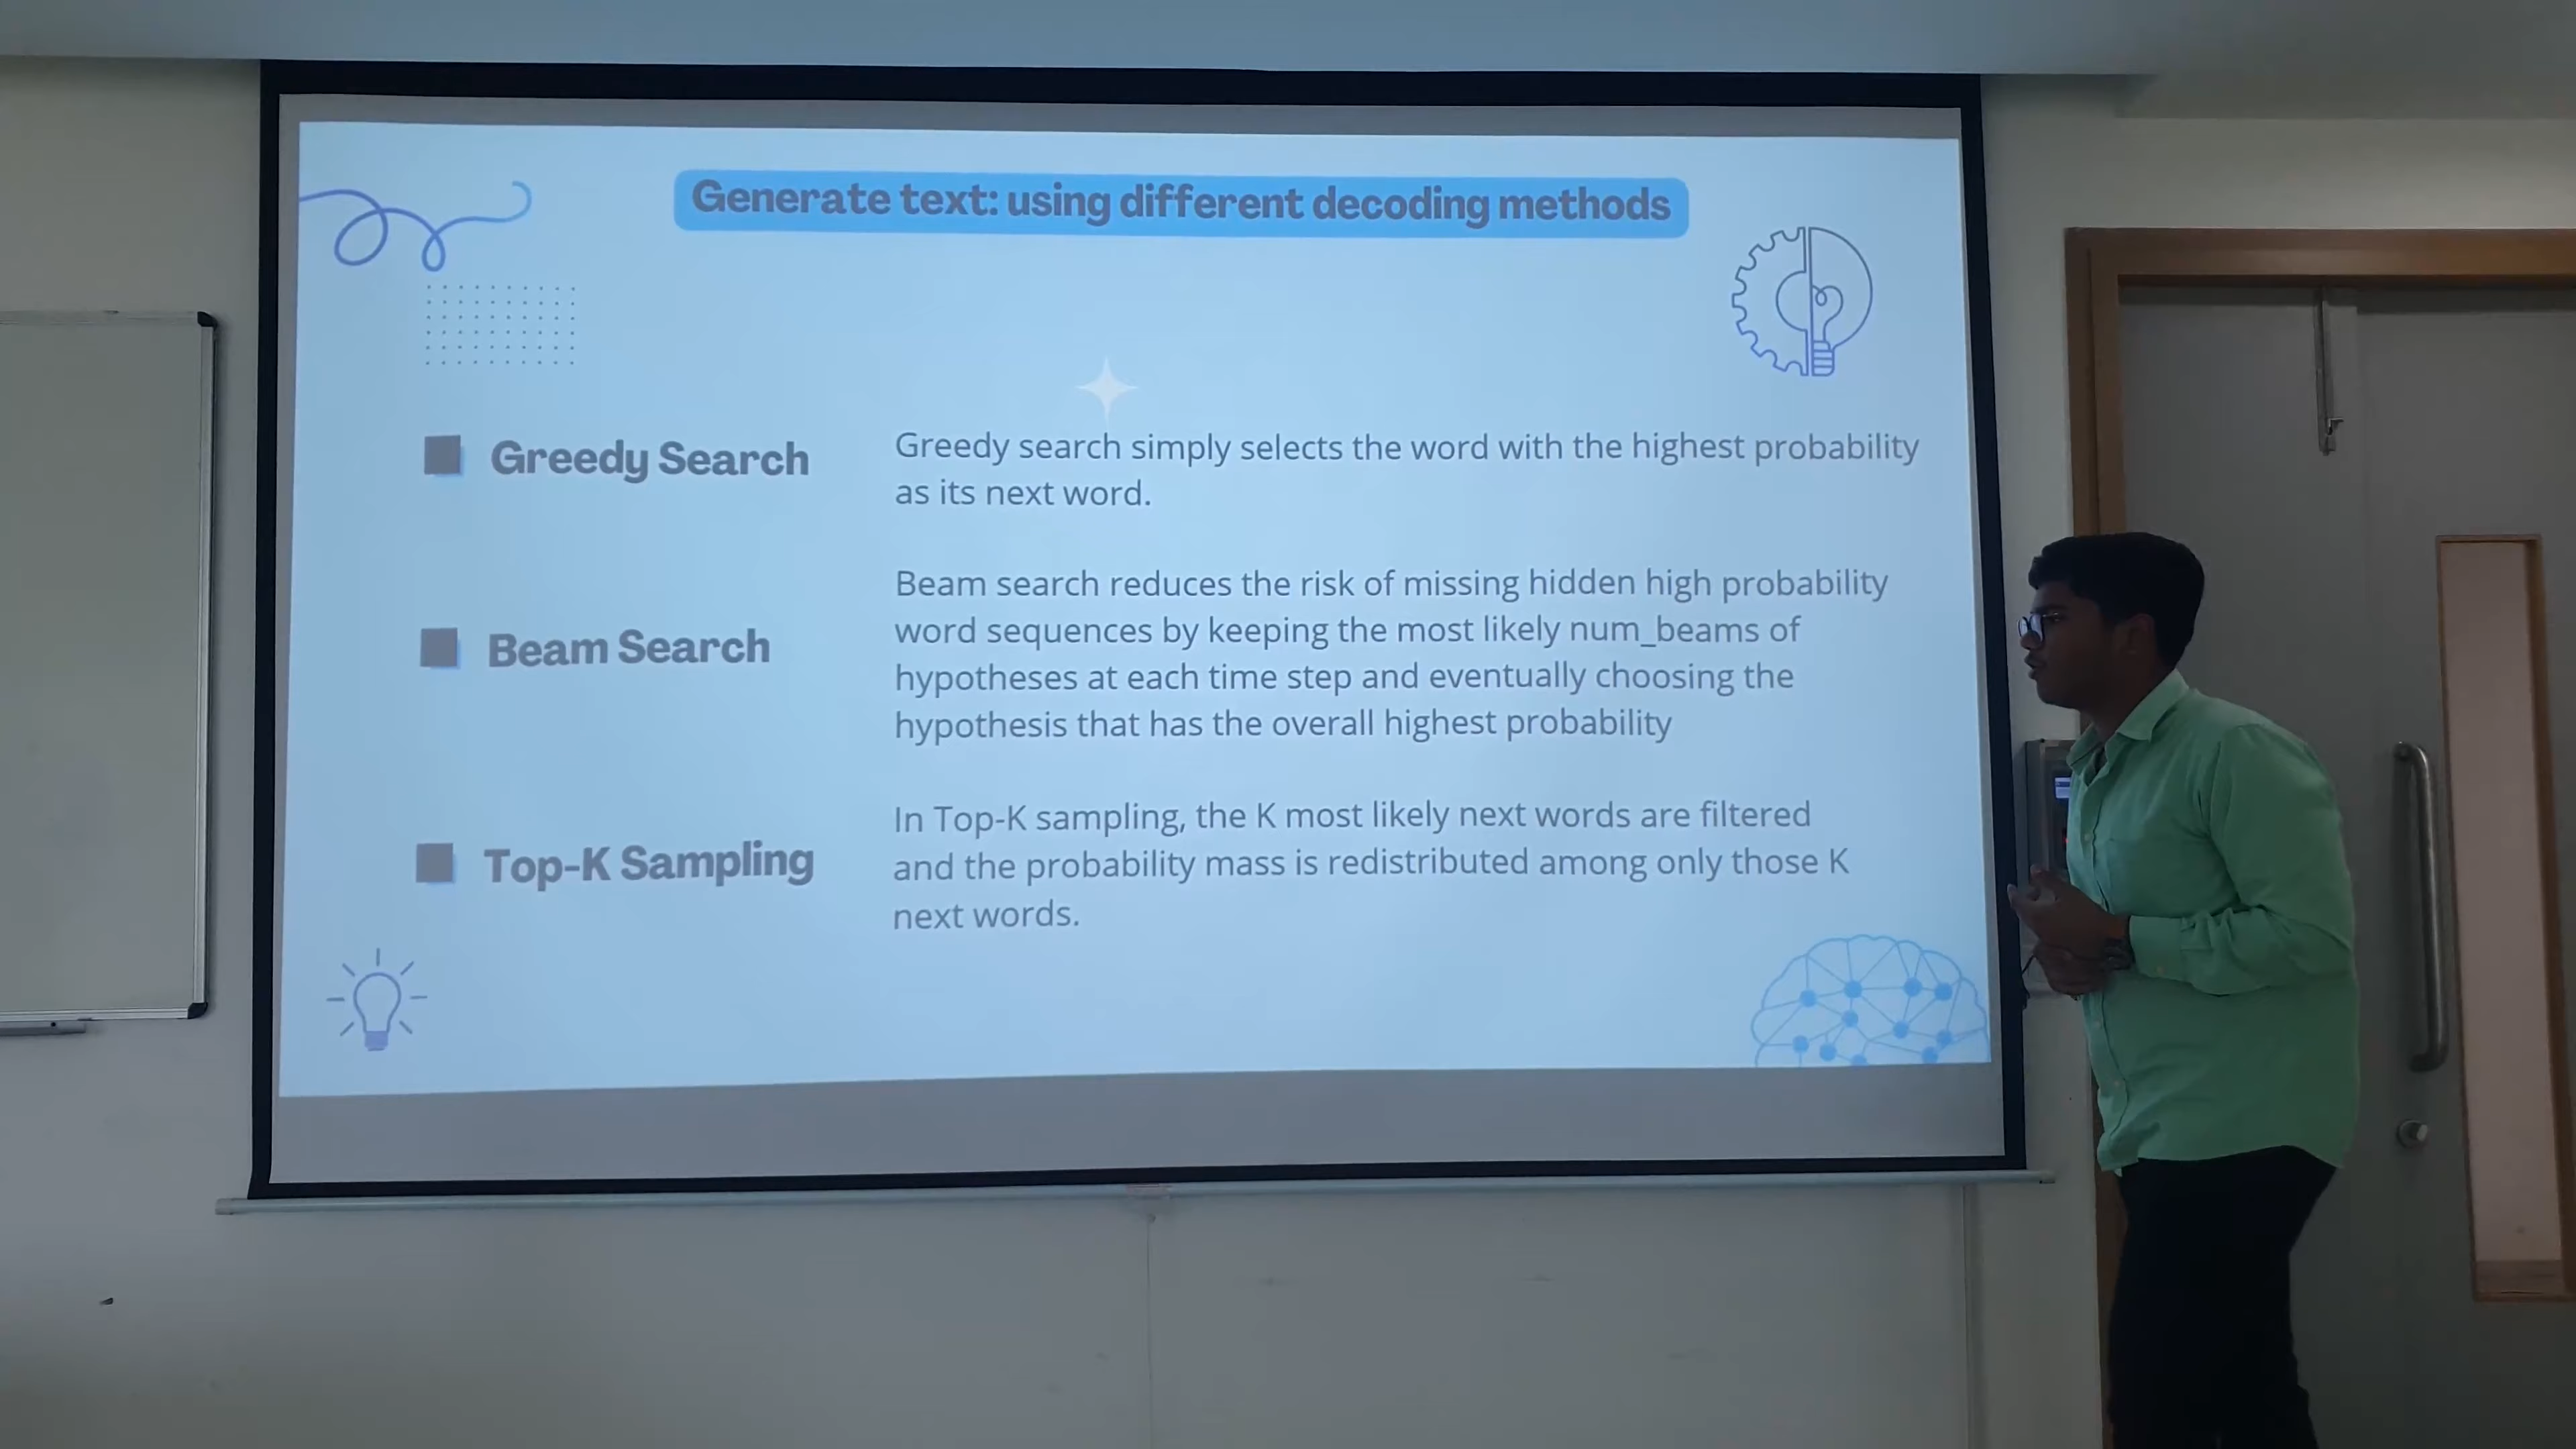 Generate text: using different decoding methods
Greedy Search
Greedy search simply selects the word with the highest probability
as its next word.
Beam Search
Beam search reduces the risk of missing hidden high probability
word sequences by keeping the most likely num_beams of
hypotheses at each time step and eventually choosing the
hypothesis that has the overall highest probability
Top-K Sampling
In Top-K sampling, the K most likely next words are filtered
and the probability mass is redistributed among only those K
next words.